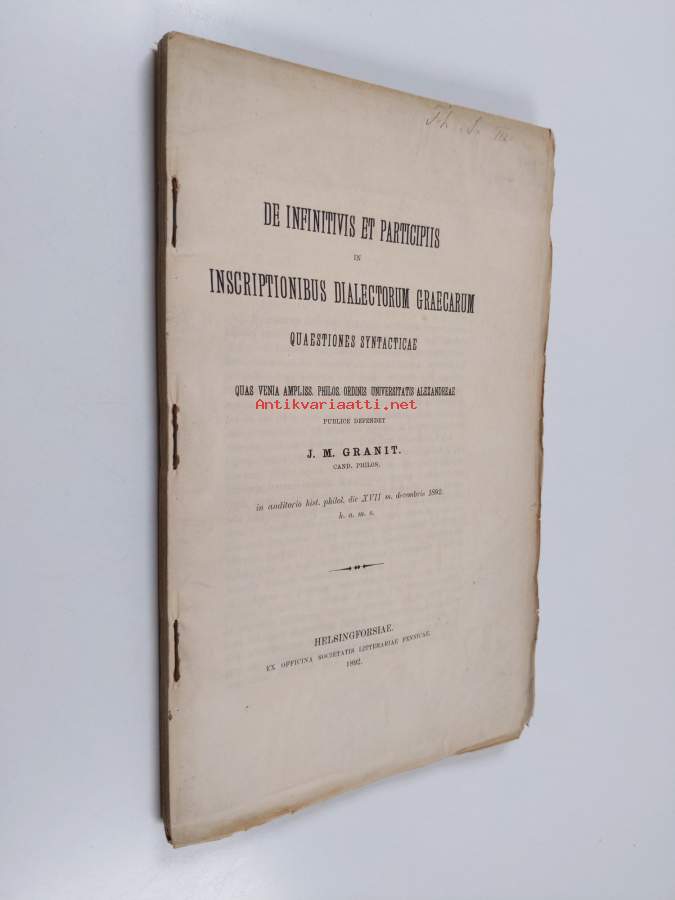 DE INFINITIVIS ET PARTICIPIIS
IN
INSCRIPTIONIBUS DIALECTORUM GRAECARUM
QUAESTIONES SYNTACTICAE
QUAS VENIA AMPLISS. PHILOS. ORDINIS UNIVERSITATIS ALEXANDREAE
Antikvariaatti.net
PUBLICE DEFENDET
J. M. GRANIT.
CAND. PHILOS.
in auditorio hist. philol. die XVII m. decembris 1892.
h. a. m. s.
HELSINGFORSIAE.
EX OFFICINA SOCIETATIS LITTERARIAE FENNICAE.
1892.